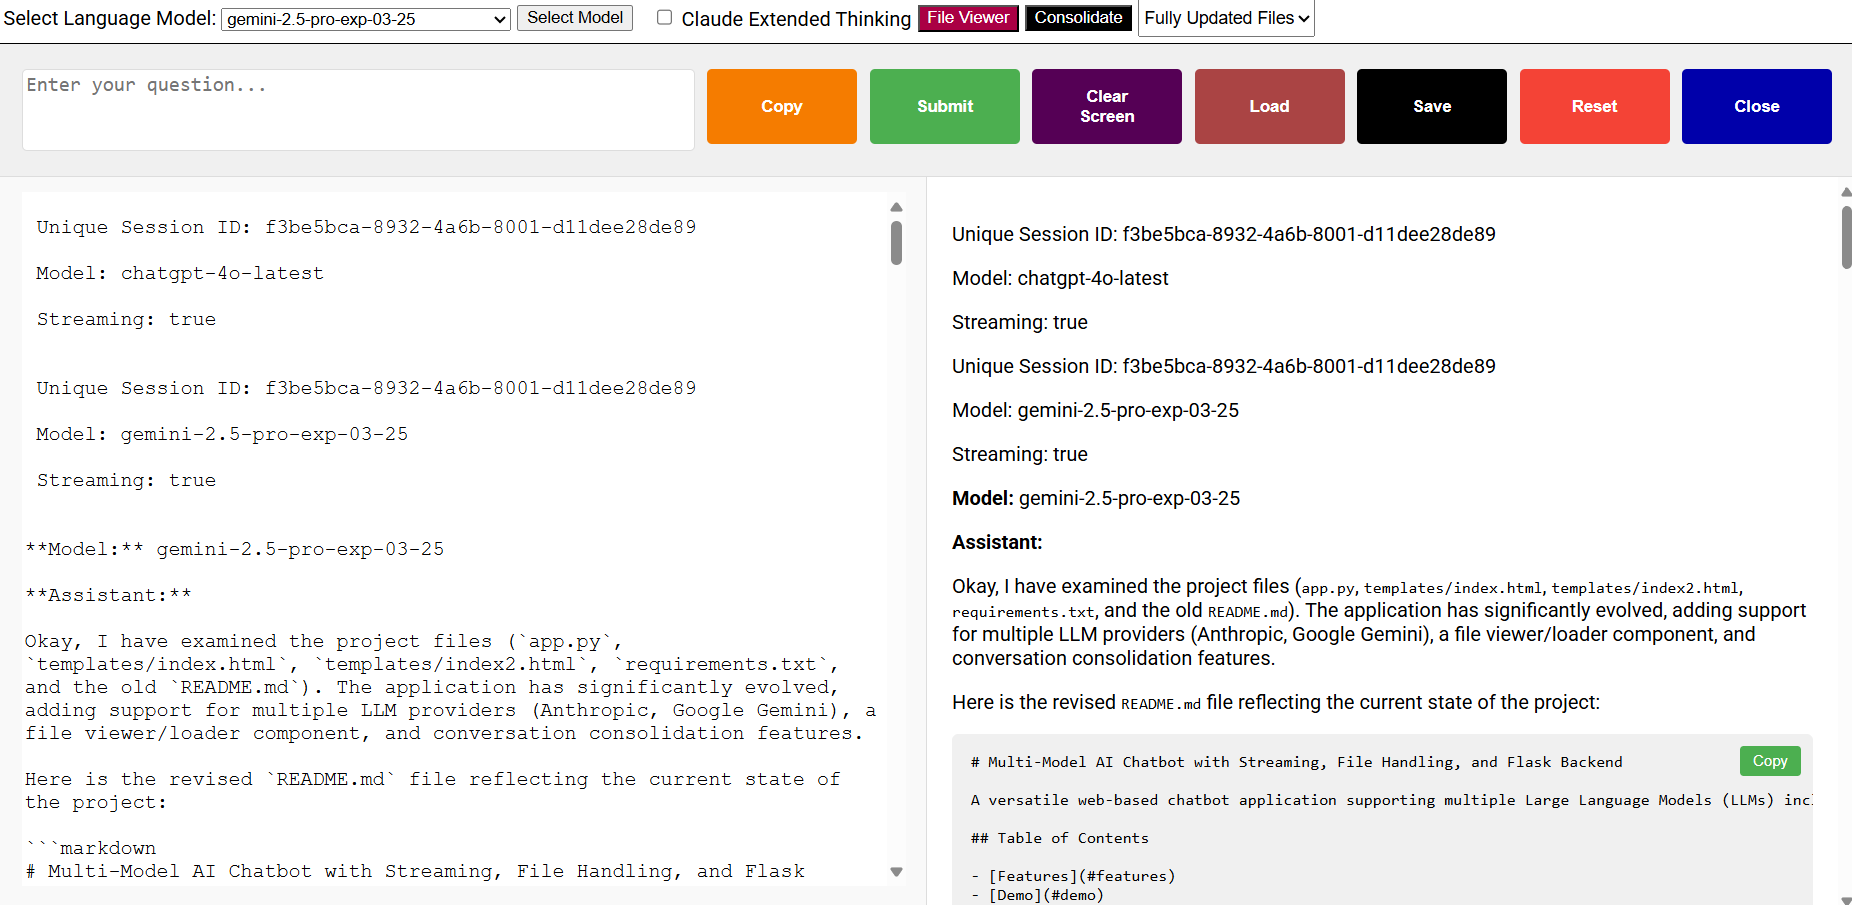 Select Language Model: gemini-2.5-pro-exp-03-25 Select Model Claude Extended Thinking File Viewer Consolidate Fully Updated Files
Enter your question...
Copy
Submit
Clear
Screen
Load
Save
Reset
Close
Unique Session ID: f3be5bca-8932-4a6b-8001-d11dee28de89
Model: chatgpt-4o-latest
Streaming: true
Unique Session ID: f3be5bca-8932-4a6b-8001-d11dee28de89
Model: gemini-2.5-pro-exp-03-25
Streaming: true
**Model:** gemini-2.5-pro-exp-03-25
**Assistant:**
Okay, I have examined the project files (`app.py`,
`templates/index.html`, `templates/index2.html`, `requirements.txt`,
and the old `README.md`). The application has significantly evolved,
adding support for multiple LLM providers (Anthropic, Google Gemini), a
file viewer/loader component, and conversation consolidation features.
Here is the revised `README.md` file reflecting the current state of
the project:
```markdown
# Multi-Model AI Chatbot with Streaming, File Handling, and Flask
Unique Session ID: f3be5bca-8932-4a6b-8001-d11dee28de89
Model: chatgpt-4o-latest
Streaming: true
Unique Session ID: f3be5bca-8932-4a6b-8001-d11dee28de89
Model: gemini-2.5-pro-exp-03-25
Streaming: true
Model: gemini-2.5-pro-exp-03-25
Assistant:
Okay, I have examined the project files (app.py, templates/index.html, templates/index2.html,
requirements.txt, and the old README.md). The application has significantly evolved, adding support
for multiple LLM providers (Anthropic, Google Gemini), a file viewer/loader component, and
conversation consolidation features.
Here is the revised README.md file reflecting the current state of the project:
Copy
# Multi-Model AI Chatbot with Streaming, File Handling, and Flask Backend
A versatile web-based chatbot application supporting multiple Large Language Models (LLMs) incl
## Table of Contents
- [Features](#features)
- [Demo](#demo)